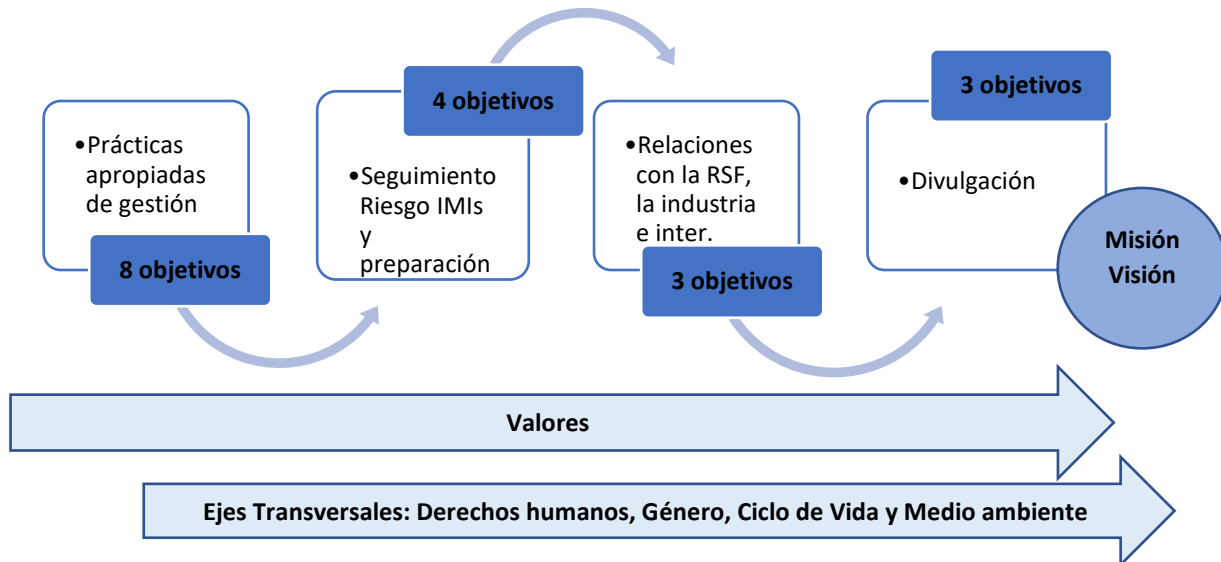 •Prácticas
apropiadas
de gestión
8 objetivos
4 objetivos
•Seguimiento
Riesgo IMIs
y
preparación
•Relaciones
con la RSF,
la industria
e inter.
3 objetivos
3 objetivos
•Divulgación
Misión
Visión
Valores
Ejes Transversales: Derechos humanos, Género, Ciclo de Vida y Medio ambiente